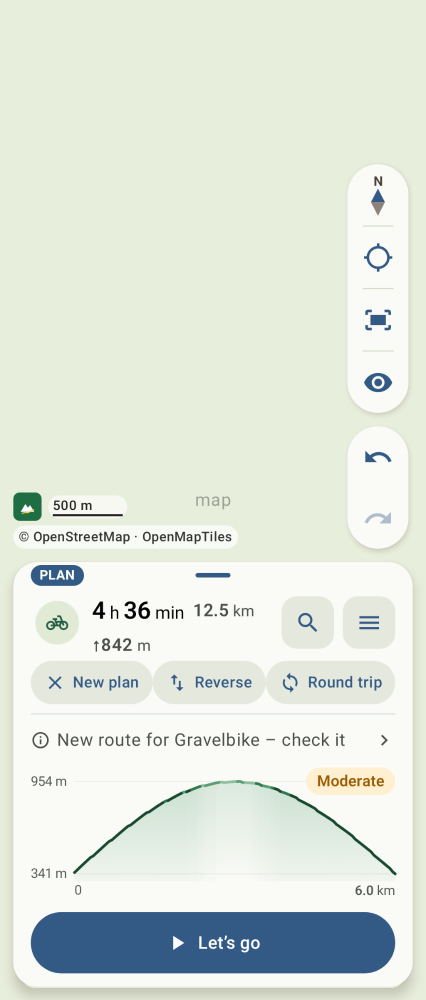 N
500 m
map
© OpenStreetMap · OpenMapTiles
PLAN
4 h 36 min 12.5 km
↑842 m
New plan Reverse Round trip
New route for Gravelbike – check it
954 m
Moderate
341 m
0 6.0 km
Let's go